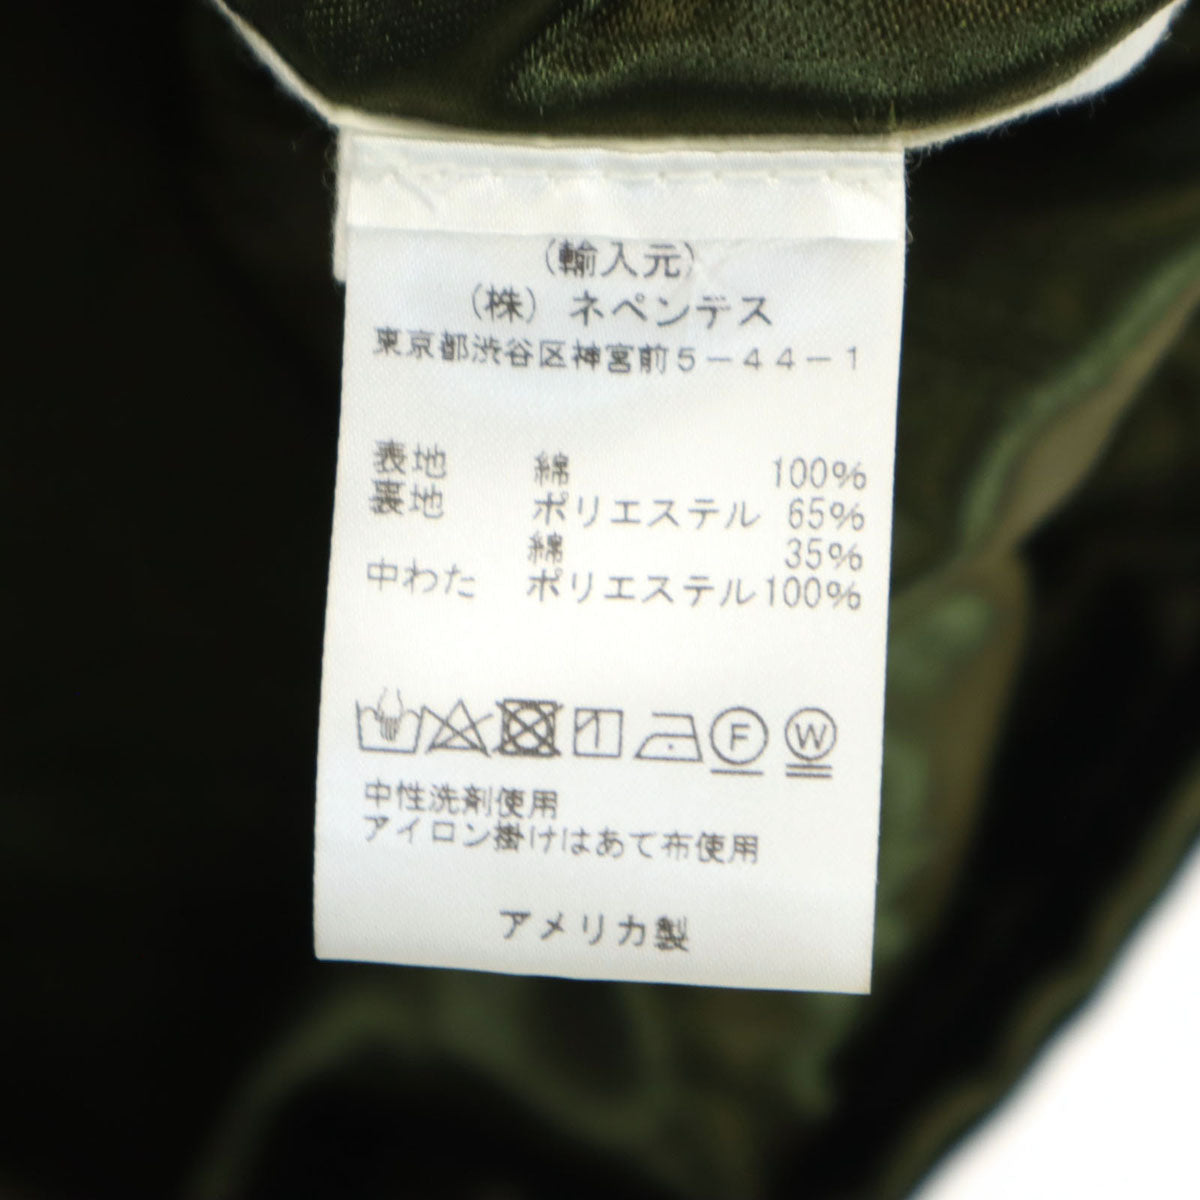 (輸入元)
(株) ネペンテス
東京都渋谷区神宮前5-44-1
表地 綿 100%
裏地 ポリエステル 65%
綿 35%
中わた ポリエステル 100%
F W
中性洗剤使用
アイロン掛けはあて布使用
アメリカ製